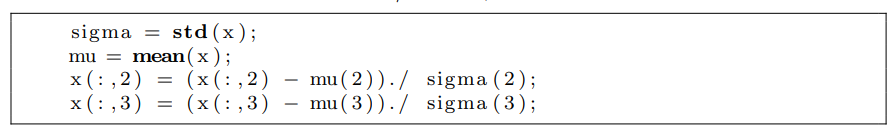 sigma = std(x);
mu = mean(x);
x(:,2) = (x(:,2) − mu(2))./ sigma(2);
x(:,3) = (x(:,3) − mu(3))./ sigma(3);